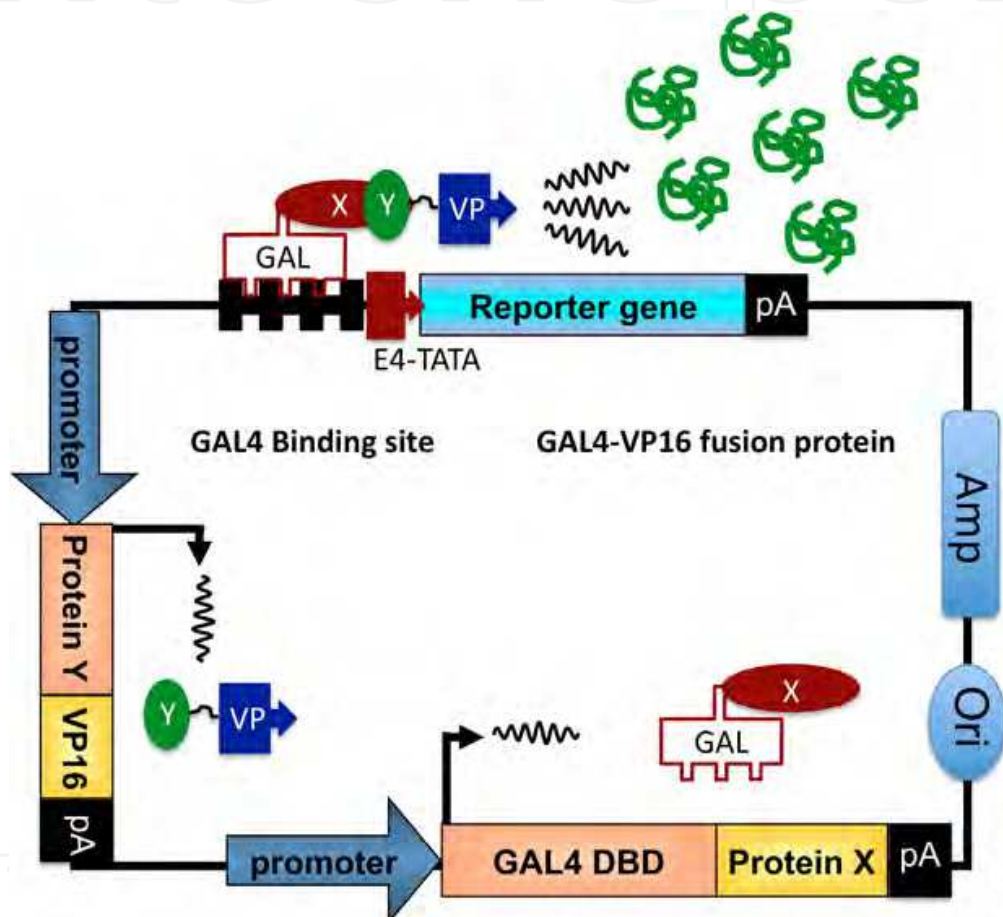 X
Y
VP
GAL
Reporter gene
pA
E4-TATA
promoter
GAL4 Binding site
GAL4-VP16 fusion protein
Amp
Protein Y
VP16
pA
Y
VP
X
GAL
Ori
promoter
GAL4 DBD
Protein X
pA